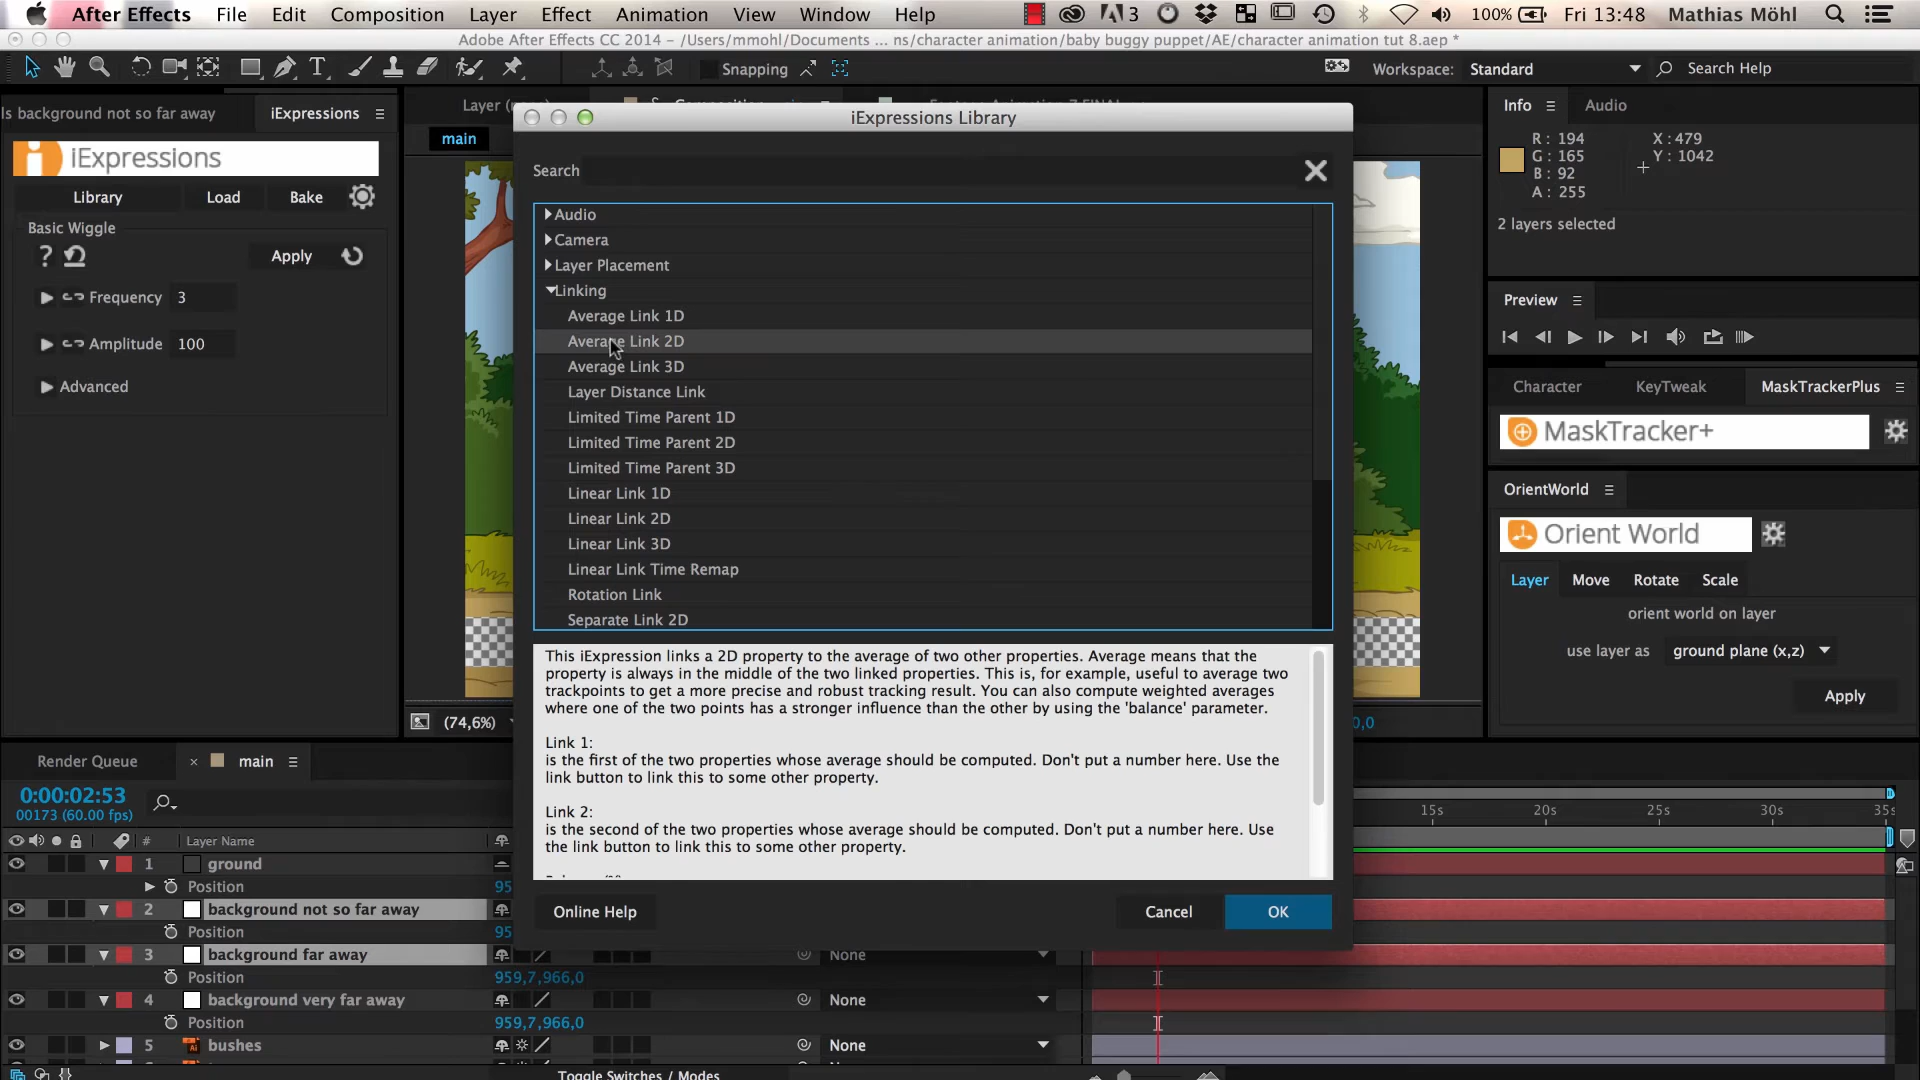 After Effects File Edit Composition Layer Effect Animation View Window Help 3 100% Fri 13:48 Mathias Möhl
Adobe After Effects CC 2014 - /Users/mmohl/Documents ... ns/character animation/baby buggy puppet/AE/character animation tut 8.aep *
Snapping
Workspace: Standard
Search Help
ls background not so far away
iExpressions
iExpressions
Library Load Bake
Basic Wiggle
? Apply
Frequency 3
Amplitude 100
Advanced
Layer
main
(74,6%)
iExpressions Library
Search
Audio
Camera
Layer Placement
Linking
Average Link 1D
Average Link 2D
Average Link 3D
Layer Distance Link
Limited Time Parent 1D
Limited Time Parent 2D
Limited Time Parent 3D
Linear Link 1D
Linear Link 2D
Linear Link 3D
Linear Link Time Remap
Rotation Link
Separate Link 2D
This iExpression links a 2D property to the average of two other properties. Average means that the
property is always in the middle of the two linked properties. This is, for example, useful to average two
trackpoints to get a more precise and robust tracking result. You can also compute weighted averages
where one of the two points has a stronger influence than the other by using the 'balance' parameter.
Link 1:
is the first of the two properties whose average should be computed. Don't put a number here. Use the
link button to link this to some other property.
Link 2:
is the second of the two properties whose average should be computed. Don't put a number here. Use
the link button to link this to some other property.
Online Help Cancel OK
Info Audio
R: 194
G: 165
B: 92
A: 255
X: 479
Y: 1042
2 layers selected
Preview
Character KeyTweak MaskTrackerPlus
MaskTracker+
OrientWorld
Orient World
Layer Move Rotate Scale
orient world on layer
use layer as ground plane (x,z)
Apply
Render Queue
× main
0:00:02:53
00173 (60.00 fps)
# Layer Name
15s 20s 25s 30s 35s
1 ground
Position 95
2 background not so far away
Position 95
3 background far away None
Position 959,7,966,0
4 background very far away None
Position 959,7,966,0
5 bushes None
Toggle Switches / Modes